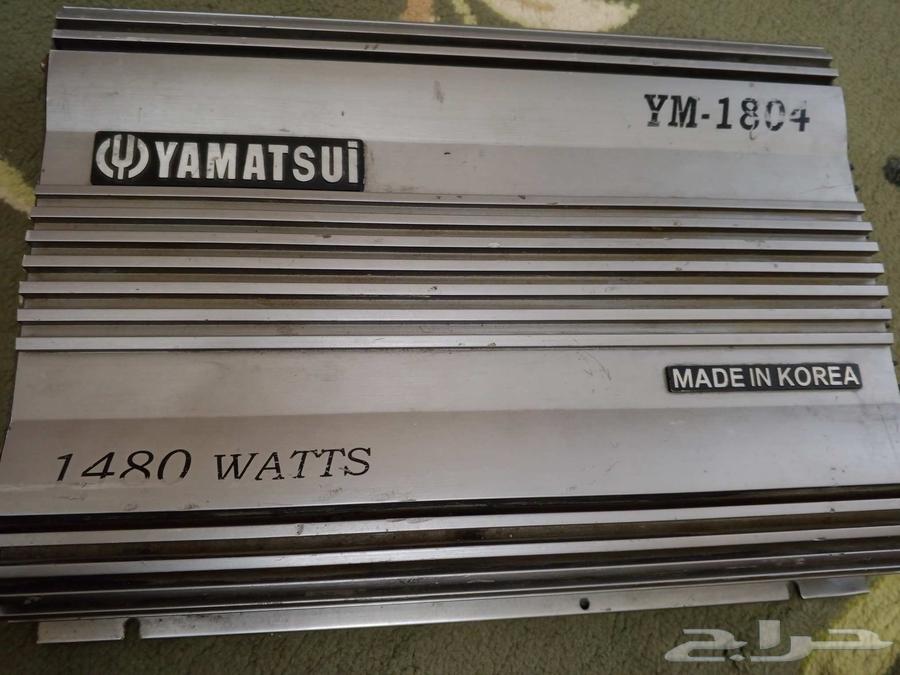 YM-1804
YAMATSUi
MADE IN KOREA
1480 WATTS
حراج